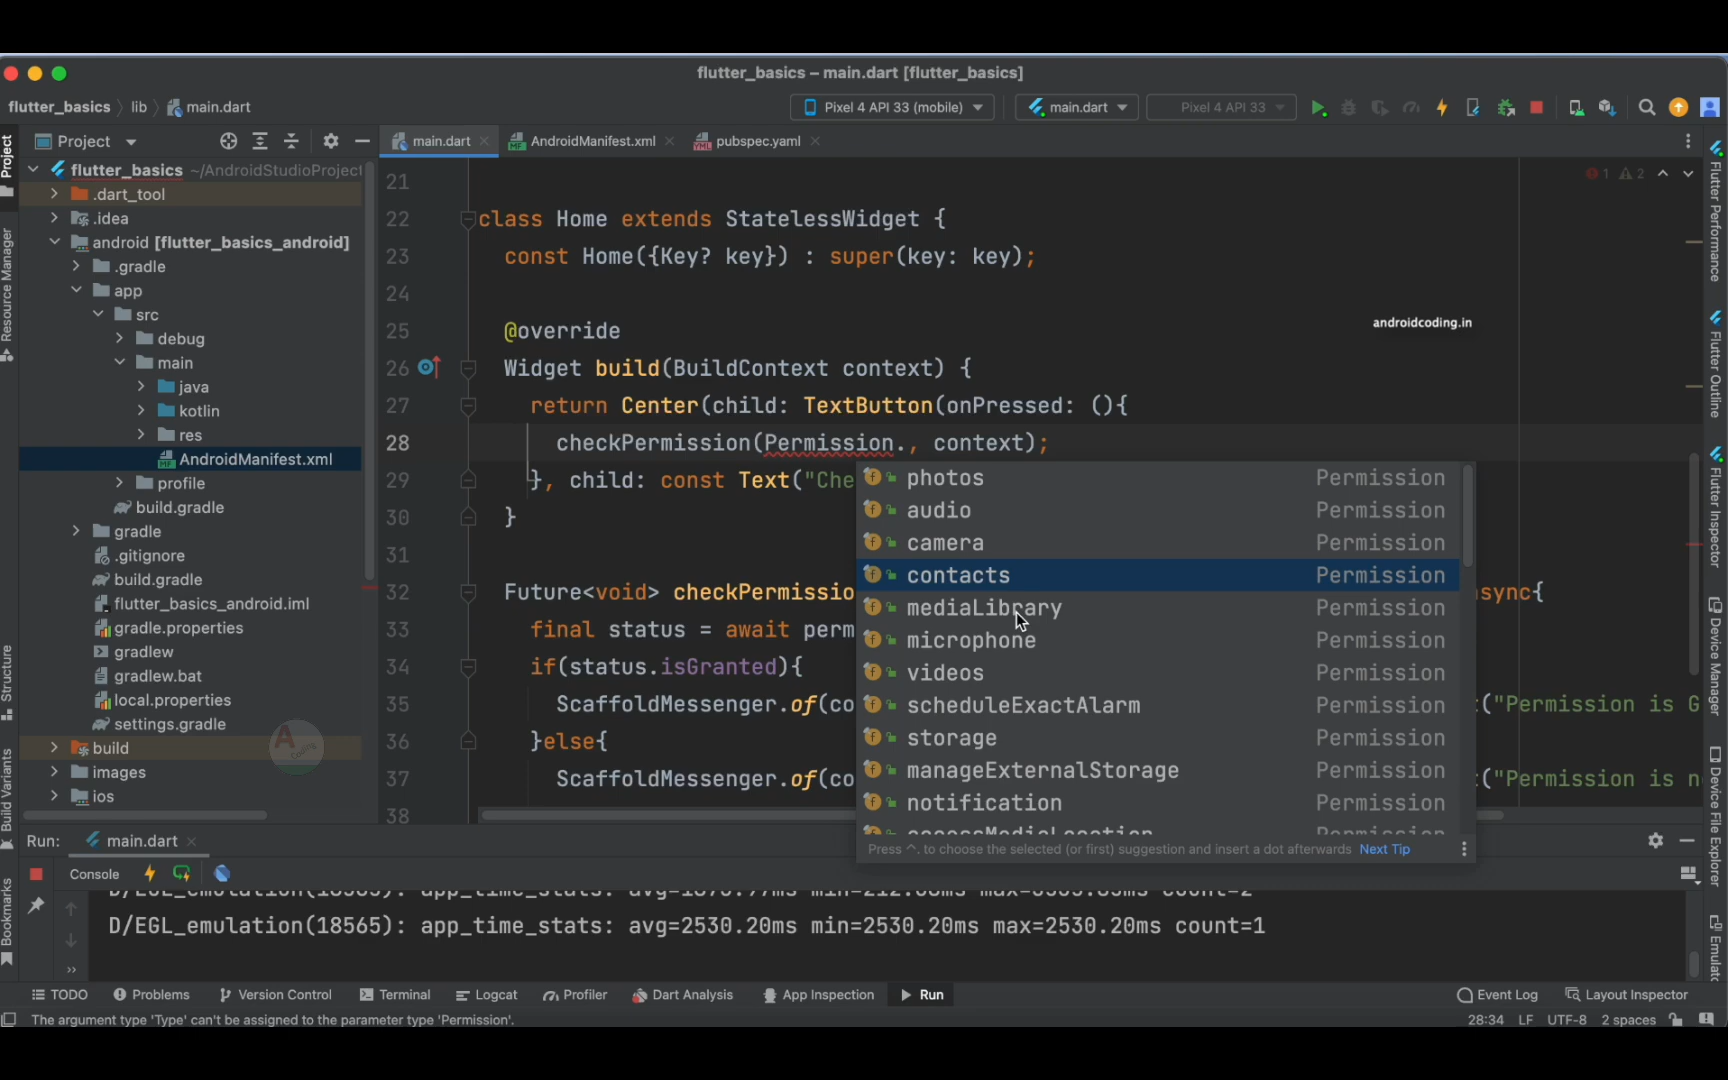 flutter_basics – main.dart [flutter_basics]
flutter_basics
lib
main.dart
Pixel 4 API 33 (mobile)
main.dart
Pixel 4 API 33
Project
main.dart
AndroidManifest.xml
pubspec.yaml
flutter_basics ~/AndroidStudioProject
.dart_tool
.idea
android [flutter_basics_android]
.gradle
app
src
debug
main
java
kotlin
res
AndroidManifest.xml
profile
build.gradle
gradle
.gitignore
build.gradle
flutter_basics_android.iml
gradle.properties
gradlew
gradlew.bat
local.properties
settings.gradle
build
images
ios
Project
Resource Manager
Structure
Build Variants
Bookmarks
1 2
androidcoding.in
21
22 class Home extends StatelessWidget {
23 const Home({Key? key}) : super(key: key);
24
25 @override
26 Widget build(BuildContext context) {
27 return Center(child: TextButton(onPressed: (){
28 checkPermission(Permission., context);
29 }, child: const Text("Che
30 }
31
32 Future<void> checkPermissio sync{
33 final status = await perm
34 if(status.isGranted){
35 ScaffoldMessenger.of(co ("Permission is G
36 }else{
37 ScaffoldMessenger.of(co ("Permission is n
38
photos Permission
audio Permission
camera Permission
contacts Permission
mediaLibrary Permission
microphone Permission
videos Permission
scheduleExactAlarm Permission
storage Permission
manageExternalStorage Permission
notification Permission
accessMediaLocation Permission
Press ^. to choose the selected (or first) suggestion and insert a dot afterwards Next Tip
Flutter Performance
Flutter Outline
Flutter Inspector
Device Manager
Device File Explorer
Emulat
Run:
main.dart
Console
D/EGL_emulation(18565): app_time_stats: avg=2530.20ms min=2530.20ms max=2530.20ms count=1
TODO
Problems
Version Control
Terminal
Logcat
Profiler
Dart Analysis
App Inspection
Run
Event Log
Layout Inspector
The argument type 'Type' can't be assigned to the parameter type 'Permission'.
28:34 LF UTF-8 2 spaces